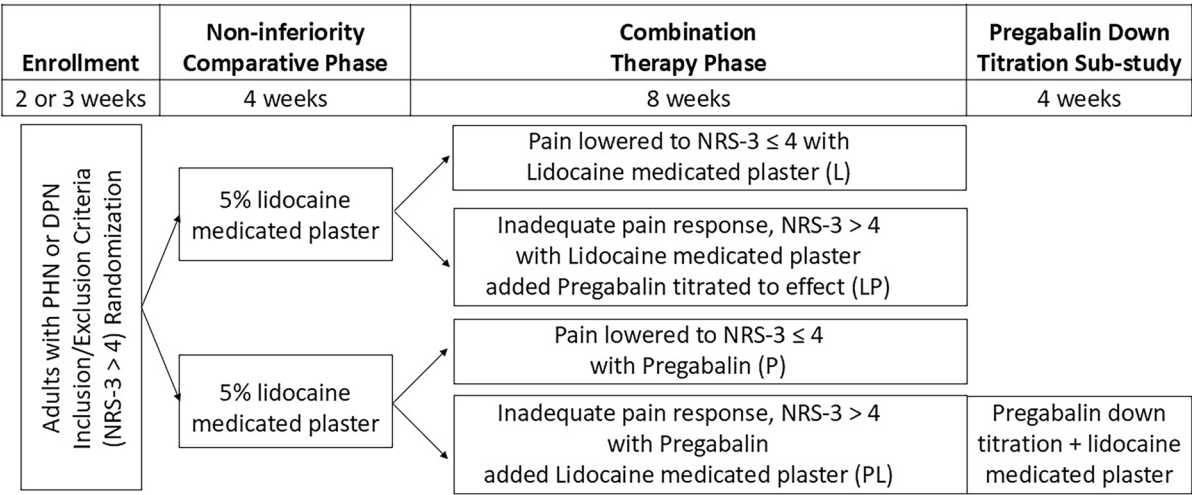 Enrollment
Non-inferiority
Comparative Phase
Combination
Therapy Phase
Pregabalin Down
Titration Sub-study
2 or 3 weeks
4 weeks
8 weeks
4 weeks
Adults with PHN or DPN
Inclusion/Exclusion Criteria
(NRS-3 > 4) Randomization
5% lidocaine
medicated plaster
Pain lowered to NRS-3 ≤ 4 with
Lidocaine medicated plaster (L)
Inadequate pain response, NRS-3 > 4
with Lidocaine medicated plaster
added Pregabalin titrated to effect (LP)
5% lidocaine
medicated plaster
Pain lowered to NRS-3 ≤ 4
with Pregabalin (P)
Inadequate pain response, NRS-3 > 4
with Pregabalin
added Lidocaine medicated plaster (PL)
Pregabalin down
titration + lidocaine
medicated plaster